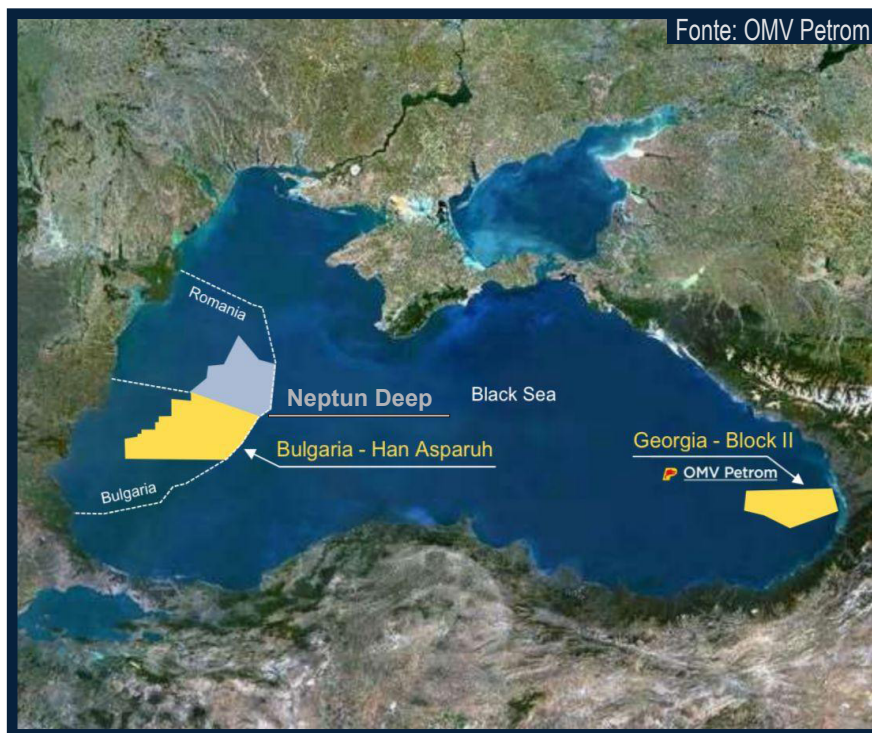 Fonte: OMV Petrom
Romania
Neptun Deep
Black Sea
Bulgaria - Han Asparuh
Georgia - Block II
OMV Petrom
Bulgaria